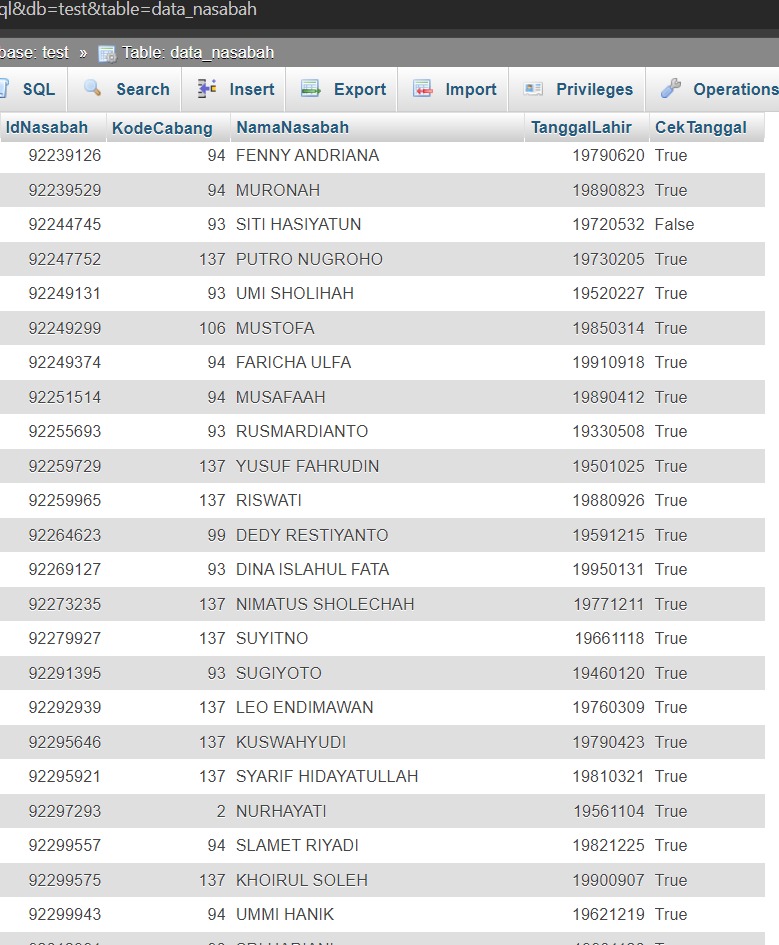 ql&db=test&table=data_nasabah
base: test » Table: data_nasabah
SQL Search Insert Export Import Privileges Operations
IdNasabah KodeCabang NamaNasabah TanggalLahir CekTanggal
92239126 94 FENNY ANDRIANA 19790620 True
92239529 94 MURONAH 19890823 True
92244745 93 SITI HASIYATUN 19720532 False
92247752 137 PUTRO NUGROHO 19730205 True
92249131 93 UMI SHOLIHAH 19520227 True
92249299 106 MUSTOFA 19850314 True
92249374 94 FARICHA ULFA 19910918 True
92251514 94 MUSAFAAH 19890412 True
92255693 93 RUSMARDIANTO 19330508 True
92259729 137 YUSUF FAHRUDIN 19501025 True
92259965 137 RISWATI 19880926 True
92264623 99 DEDY RESTIYANTO 19591215 True
92269127 93 DINA ISLAHUL FATA 19950131 True
92273235 137 NIMATUS SHOLECHAH 19771211 True
92279927 137 SUYITNO 19661118 True
92291395 93 SUGIYOTO 19460120 True
92292939 137 LEO ENDIMAWAN 19760309 True
92295646 137 KUSWAHYUDI 19790423 True
92295921 137 SYARIF HIDAYATULLAH 19810321 True
92297293 2 NURHAYATI 19561104 True
92299557 94 SLAMET RIYADI 19821225 True
92299575 137 KHOIRUL SOLEH 19900907 True
92299943 94 UMMI HANIK 19621219 True